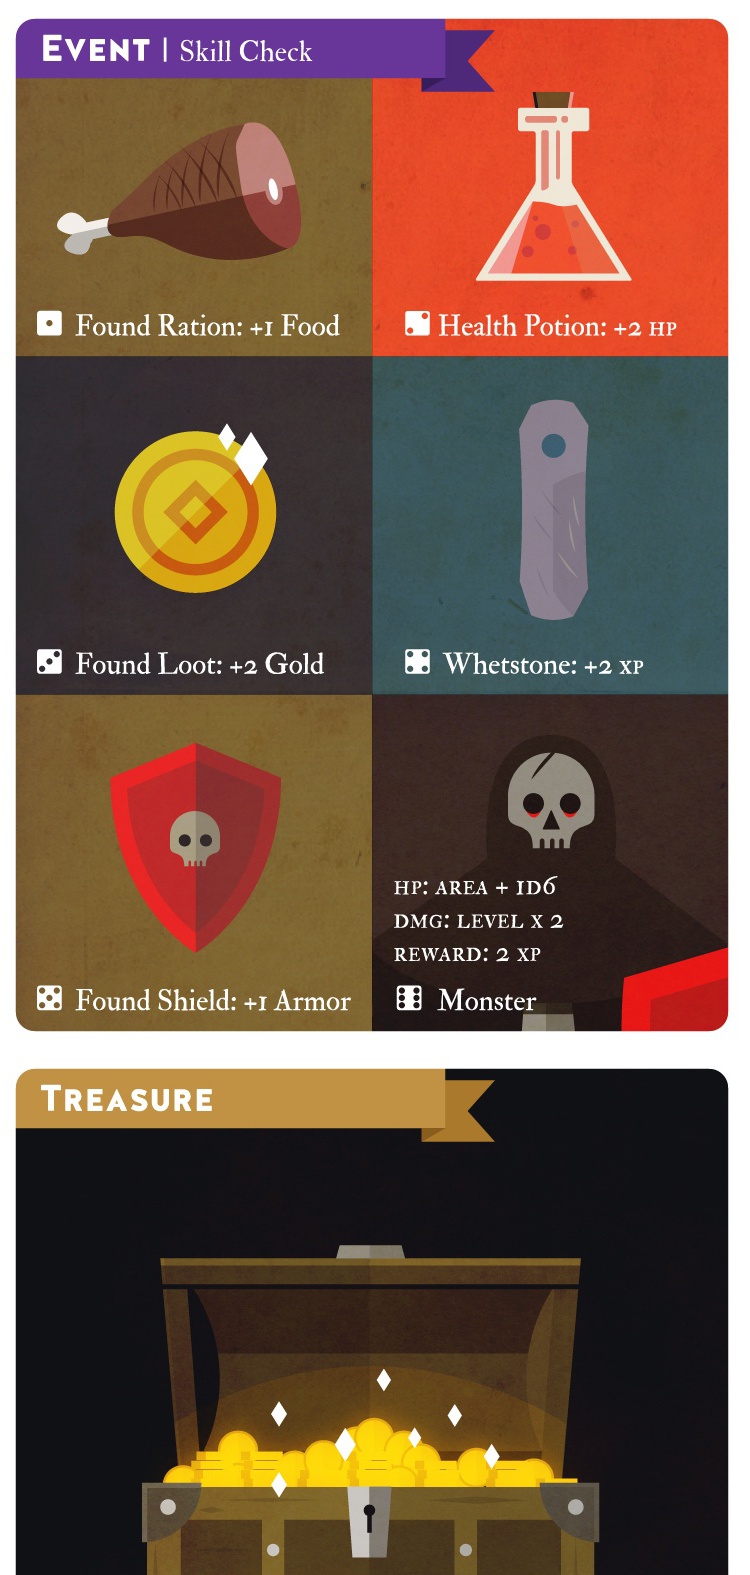 EVENT | Skill Check
Found Ration: +1 Food
Health Potion: +2 HP
Found Loot: +2 Gold
Whetstone: +2 XP
HP: AREA + 1D6
DMG: LEVEL X 2
REWARD: 2 XP
Found Shield: +1 Armor
Monster
TREASURE